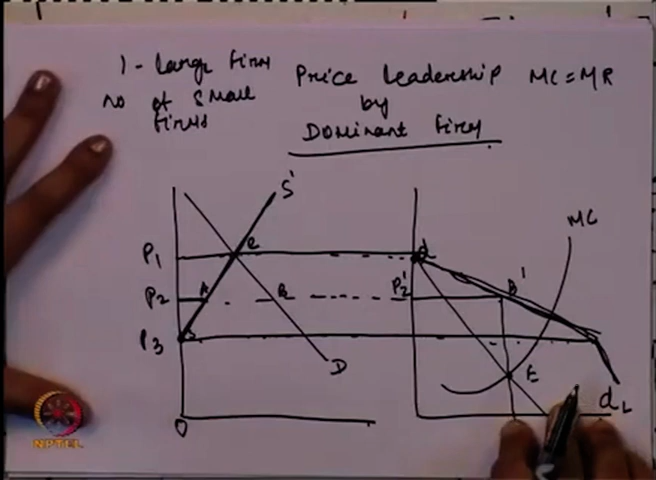 1 - Large firm
no of small
firms
Price Leadership MC = MR
by
Dominant firm
S'
MC
P1
e
d
P2
A
B
P2'
B'
P3
D
E
dL
O
NPTEL